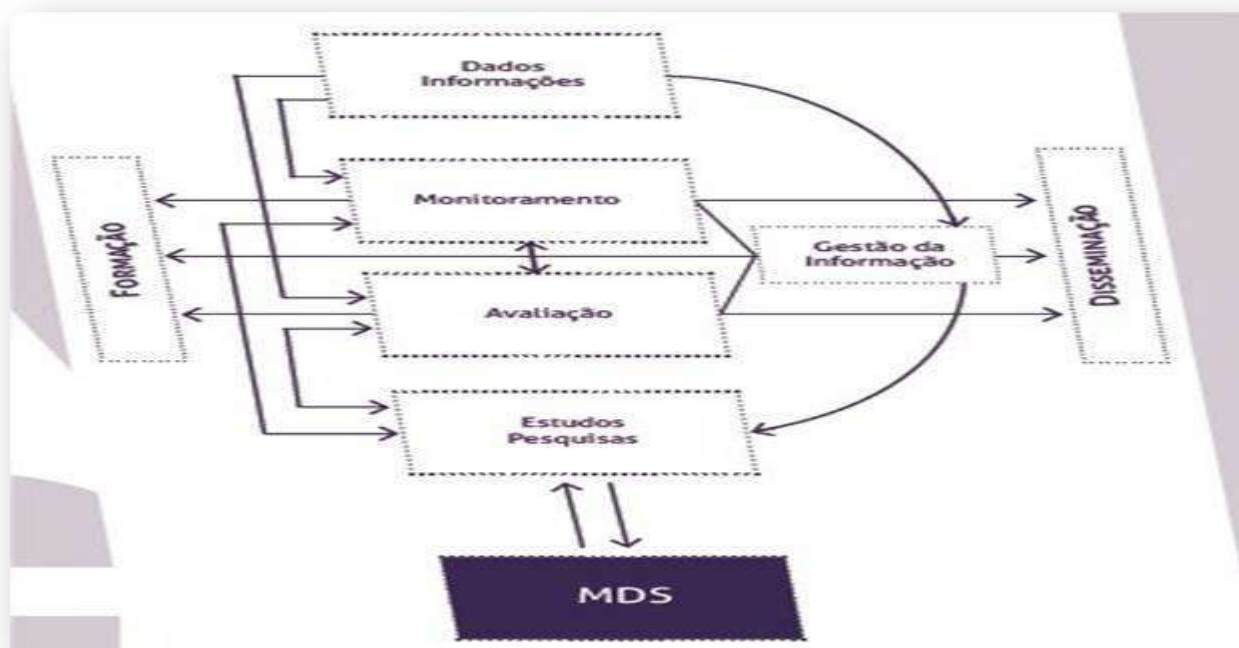 Dados
Informações
Monitoramento
FORMAÇÃO
Gestão da
Informação
DISSEMINAÇÃO
Avaliação
Estudos
Pesquisas
MDS